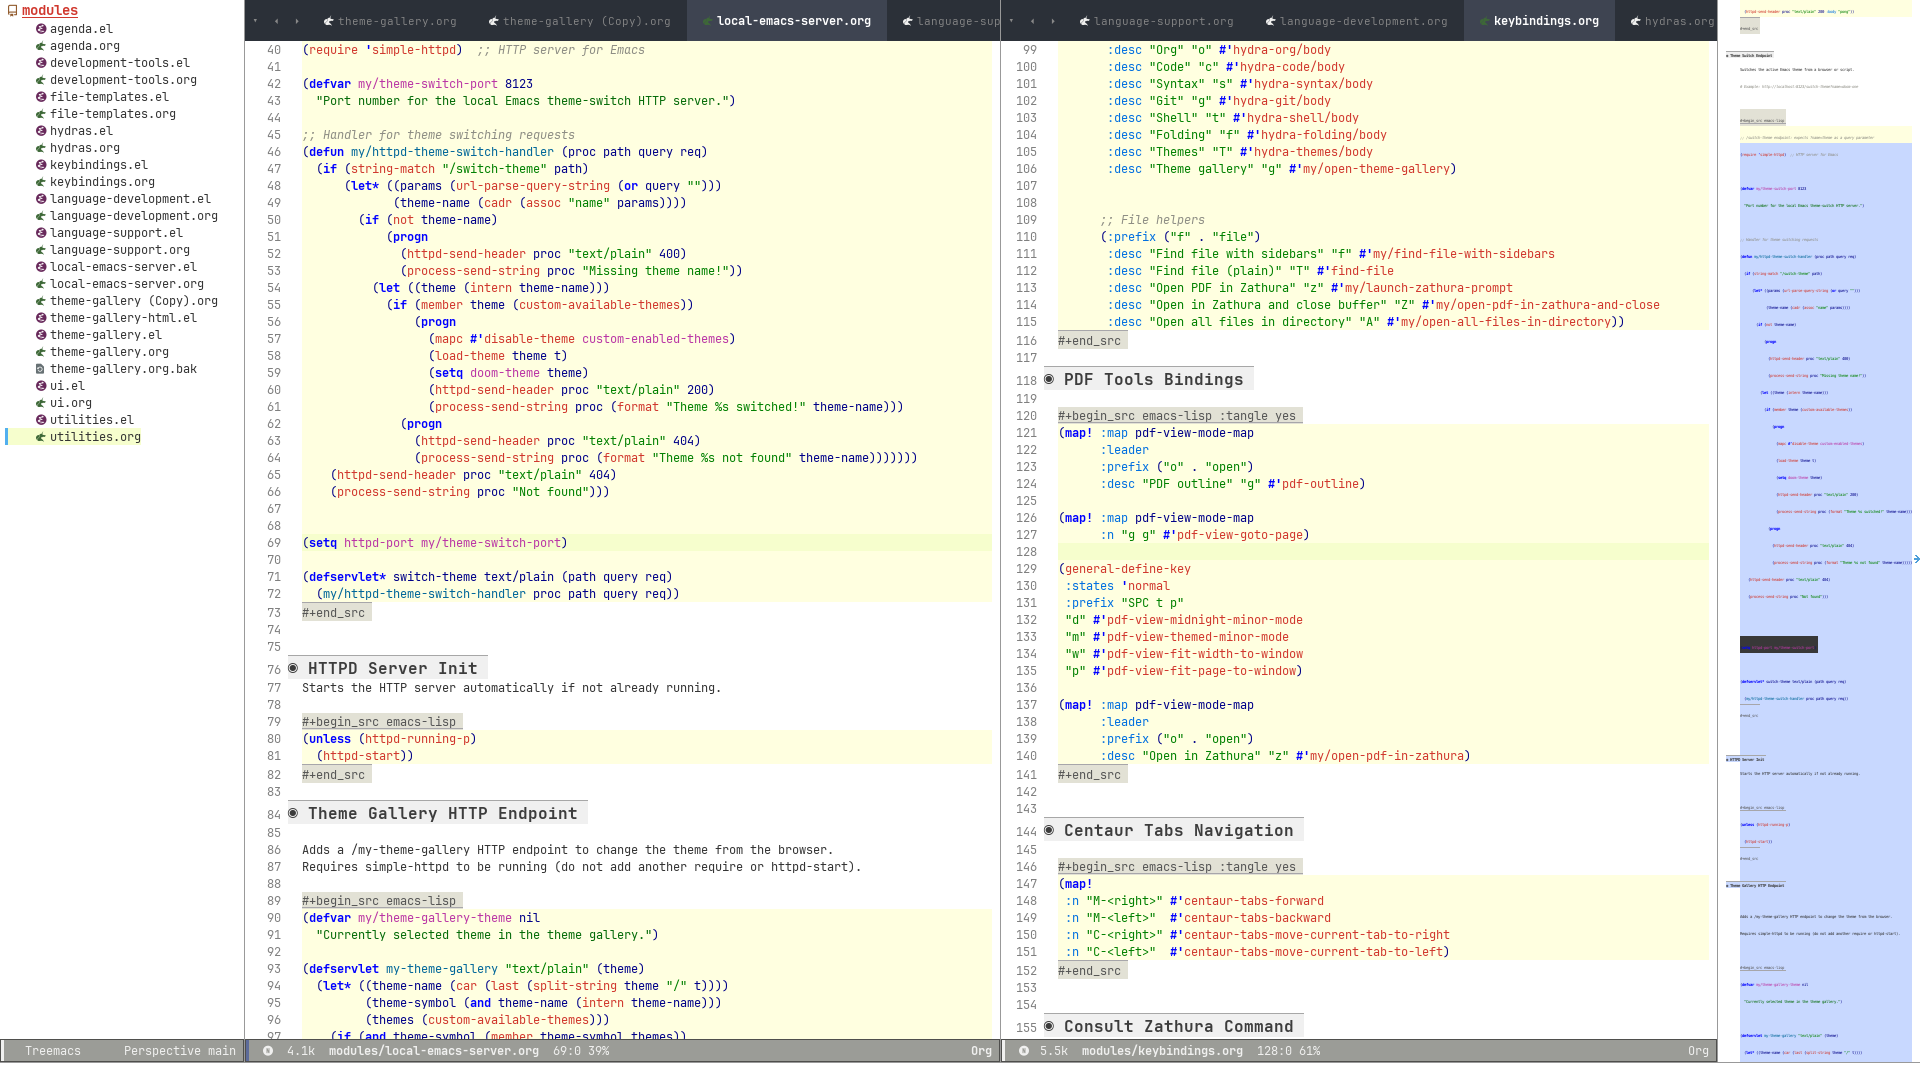 modules
agenda.el
agenda.org
development-tools.el
development-tools.org
file-templates.el
file-templates.org
hydras.el
hydras.org
keybindings.el
keybindings.org
language-development.el
language-development.org
language-support.el
language-support.org
local-emacs-server.el
local-emacs-server.org
theme-gallery (Copy).org
theme-gallery-html.el
theme-gallery.el
theme-gallery.org
theme-gallery.org.bak
ui.el
ui.org
utilities.el
utilities.org
Treemacs Perspective main
theme-gallery.org theme-gallery (Copy).org local-emacs-server.org language-sup
40 (require 'simple-httpd)  ;; HTTP server for Emacs
41
42 (defvar my/theme-switch-port 8123
43   "Port number for the local Emacs theme-switch HTTP server.")
44
45 ;; Handler for theme switching requests
46 (defun my/httpd-theme-switch-handler (proc path query req)
47   (if (string-match "/switch-theme" path)
48       (let* ((params (url-parse-query-string (or query "")))
49              (theme-name (cadr (assoc "name" params))))
50         (if (not theme-name)
51             (progn
52               (httpd-send-header proc "text/plain" 400)
53               (process-send-string proc "Missing theme name!"))
54           (let ((theme (intern theme-name)))
55             (if (member theme (custom-available-themes))
56                 (progn
57                   (mapc #'disable-theme custom-enabled-themes)
58                   (load-theme theme t)
59                   (setq doom-theme theme)
60                   (httpd-send-header proc "text/plain" 200)
61                   (process-send-string proc (format "Theme %s switched!" theme-name)))
62               (progn
63                 (httpd-send-header proc "text/plain" 404)
64                 (process-send-string proc (format "Theme %s not found" theme-name)))))))
65     (httpd-send-header proc "text/plain" 404)
66     (process-send-string proc "Not found")))
67
68
69 (setq httpd-port my/theme-switch-port)
70
71 (defservlet* switch-theme text/plain (path query req)
72   (my/httpd-theme-switch-handler proc path query req))
73 #+end_src
74
75
76 ◉ HTTPD Server Init
77 Starts the HTTP server automatically if not already running.
78
79 #+begin_src emacs-lisp
80 (unless (httpd-running-p)
81   (httpd-start))
82 #+end_src
83
84 ◉ Theme Gallery HTTP Endpoint
85
86 Adds a /my-theme-gallery HTTP endpoint to change the theme from the browser.
87 Requires simple-httpd to be running (do not add another require or httpd-start).
88
89 #+begin_src emacs-lisp
90 (defvar my/theme-gallery-theme nil
91   "Currently selected theme in the theme gallery.")
92
93 (defservlet my-theme-gallery "text/plain" (theme)
94   (let* ((theme-name (car (last (split-string theme "/" t))))
95          (theme-symbol (and theme-name (intern theme-name)))
96          (themes (custom-available-themes)))
97     (if (and theme-symbol (member theme-symbol themes))
4.1k modules/local-emacs-server.org 69:0 39% Org
language-support.org language-development.org keybindings.org hydras.org
99        :desc "Org" "o" #'hydra-org/body
100       :desc "Code" "c" #'hydra-code/body
101       :desc "Syntax" "s" #'hydra-syntax/body
102       :desc "Git" "g" #'hydra-git/body
103       :desc "Shell" "t" #'hydra-shell/body
104       :desc "Folding" "f" #'hydra-folding/body
105       :desc "Themes" "T" #'hydra-themes/body
106       :desc "Theme gallery" "g" #'my/open-theme-gallery)
107
108
109      ;; File helpers
110      (:prefix ("f" . "file")
111       :desc "Find file with sidebars" "f" #'my/find-file-with-sidebars
112       :desc "Find file (plain)" "T" #'find-file
113       :desc "Open PDF in Zathura" "z" #'my/launch-zathura-prompt
114       :desc "Open in Zathura and close buffer" "Z" #'my/open-pdf-in-zathura-and-close
115       :desc "Open all files in directory" "A" #'my/open-all-files-in-directory))
116 #+end_src
117
118 ◉ PDF Tools Bindings
119
120 #+begin_src emacs-lisp :tangle yes
121 (map! :map pdf-view-mode-map
122       :leader
123       :prefix ("o" . "open")
124       :desc "PDF outline" "g" #'pdf-outline)
125
126 (map! :map pdf-view-mode-map
127       :n "g g" #'pdf-view-goto-page)
128
129 (general-define-key
130  :states 'normal
131  :prefix "SPC t p"
132  "d" #'pdf-view-midnight-minor-mode
133  "m" #'pdf-view-themed-minor-mode
134  "w" #'pdf-view-fit-width-to-window
135  "p" #'pdf-view-fit-page-to-window)
136
137 (map! :map pdf-view-mode-map
138       :leader
139       :prefix ("o" . "open")
140       :desc "Open in Zathura" "z" #'my/open-pdf-in-zathura)
141 #+end_src
142
143
144 ◉ Centaur Tabs Navigation
145
146 #+begin_src emacs-lisp :tangle yes
147 (map!
148  :n "M-<right>" #'centaur-tabs-forward
149  :n "M-<left>"  #'centaur-tabs-backward
150  :n "C-<right>" #'centaur-tabs-move-current-tab-to-right
151  :n "C-<left>"  #'centaur-tabs-move-current-tab-to-left)
152 #+end_src
153
154
155 ◉ Consult Zathura Command
5.5k modules/keybindings.org 128:0 61% Org